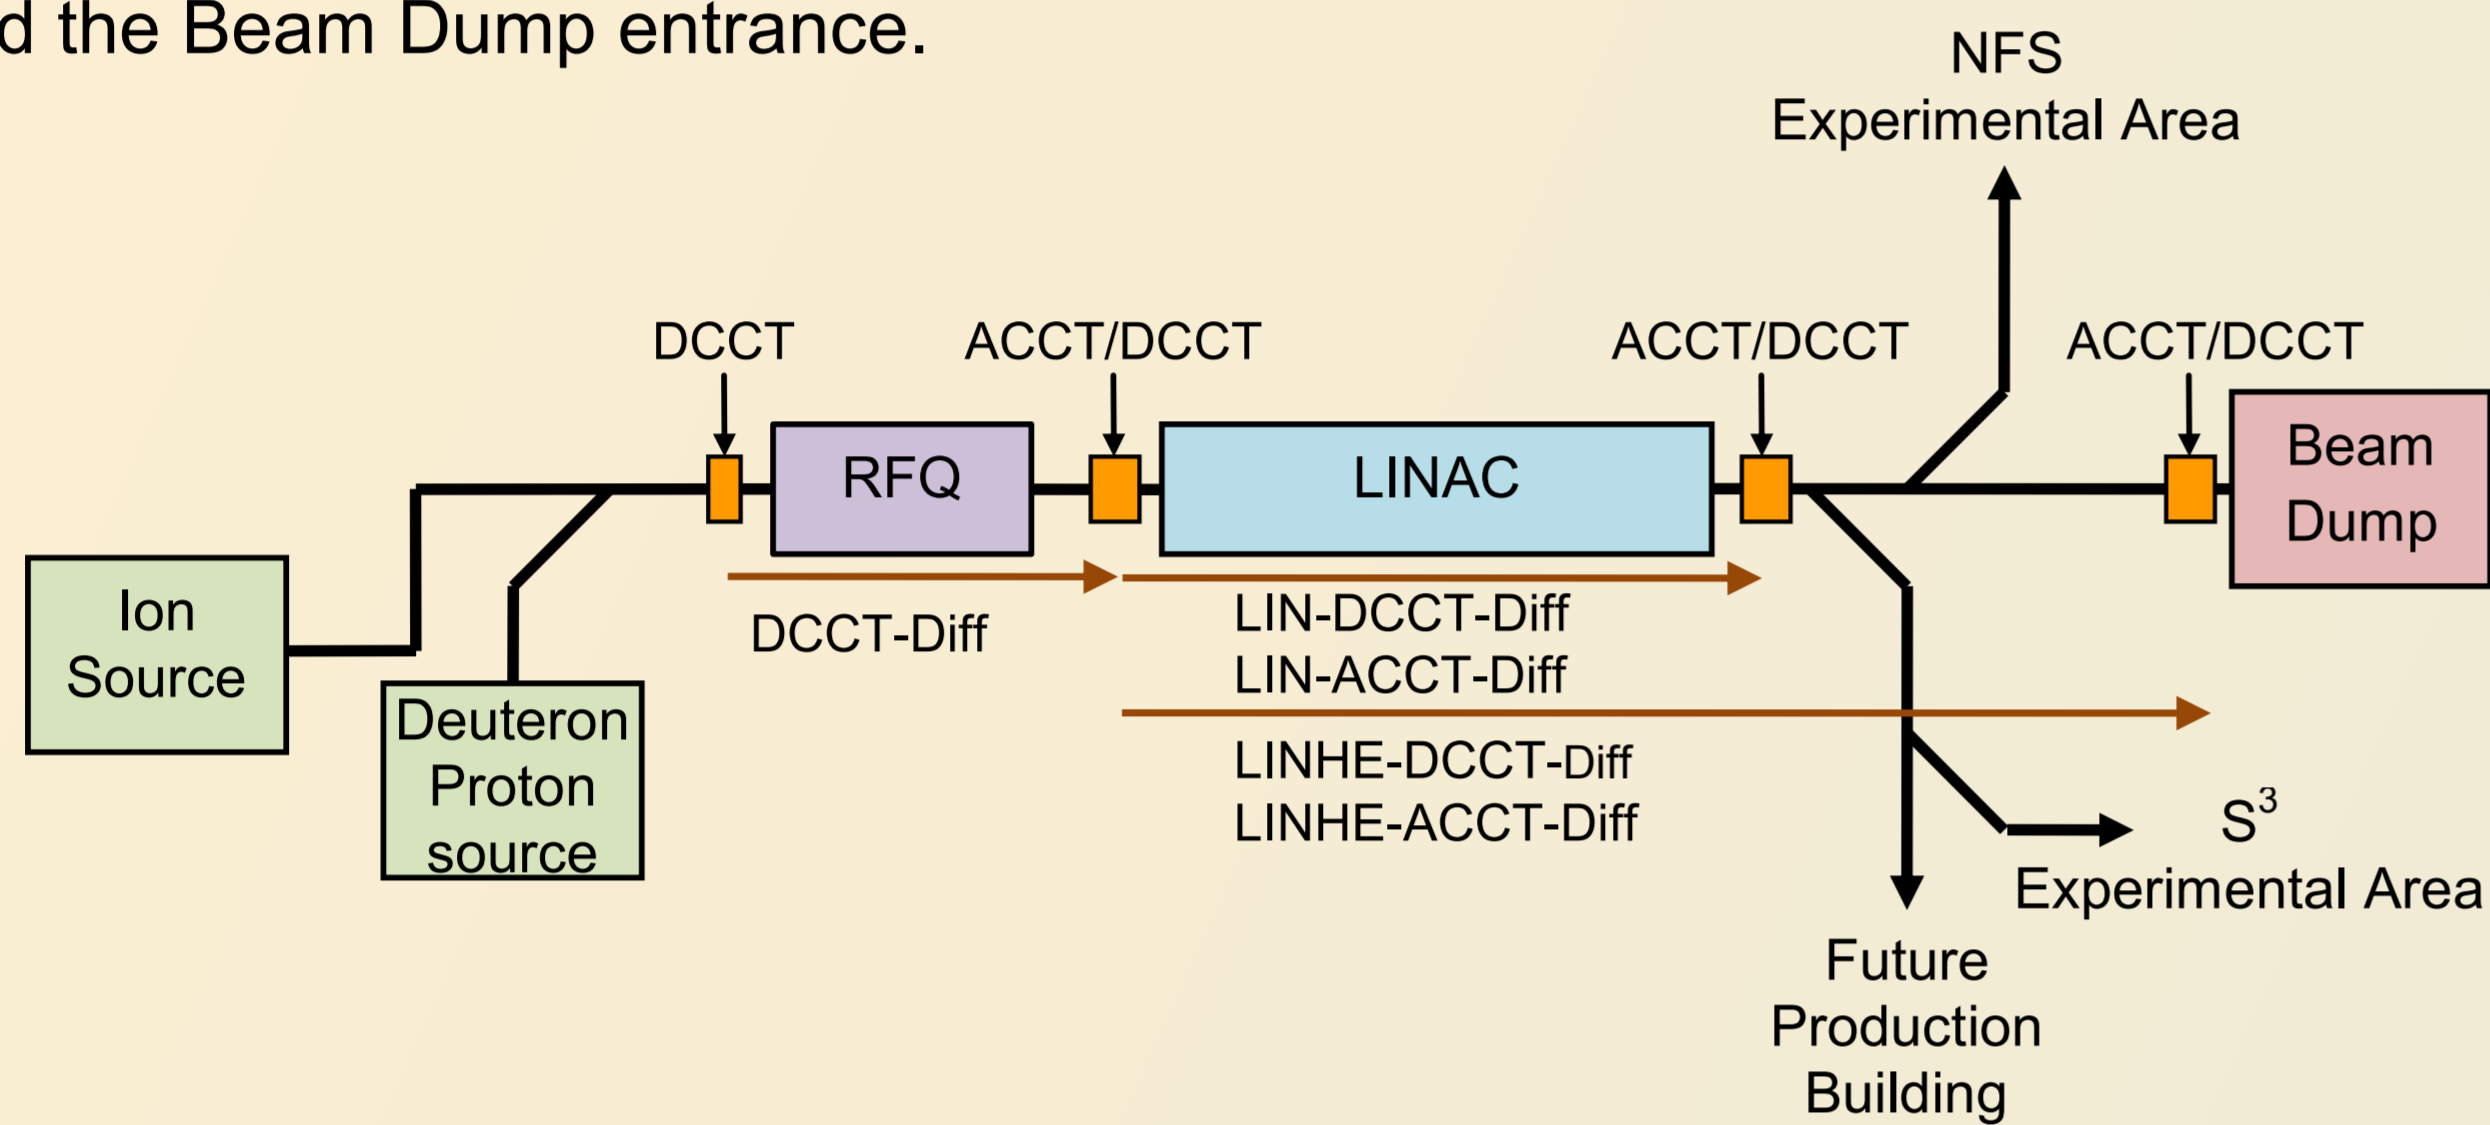 d the Beam Dump entrance.
NFS
Experimental Area
DCCT
ACCT/DCCT
ACCT/DCCT
ACCT/DCCT
RFQ
LINAC
Beam
Dump
Ion
Source
Deuteron
Proton
source
DCCT-Diff
LIN-DCCT-Diff
LIN-ACCT-Diff
LINHE-DCCT-Diff
LINHE-ACCT-Diff
S³
Experimental Area
Future
Production
Building